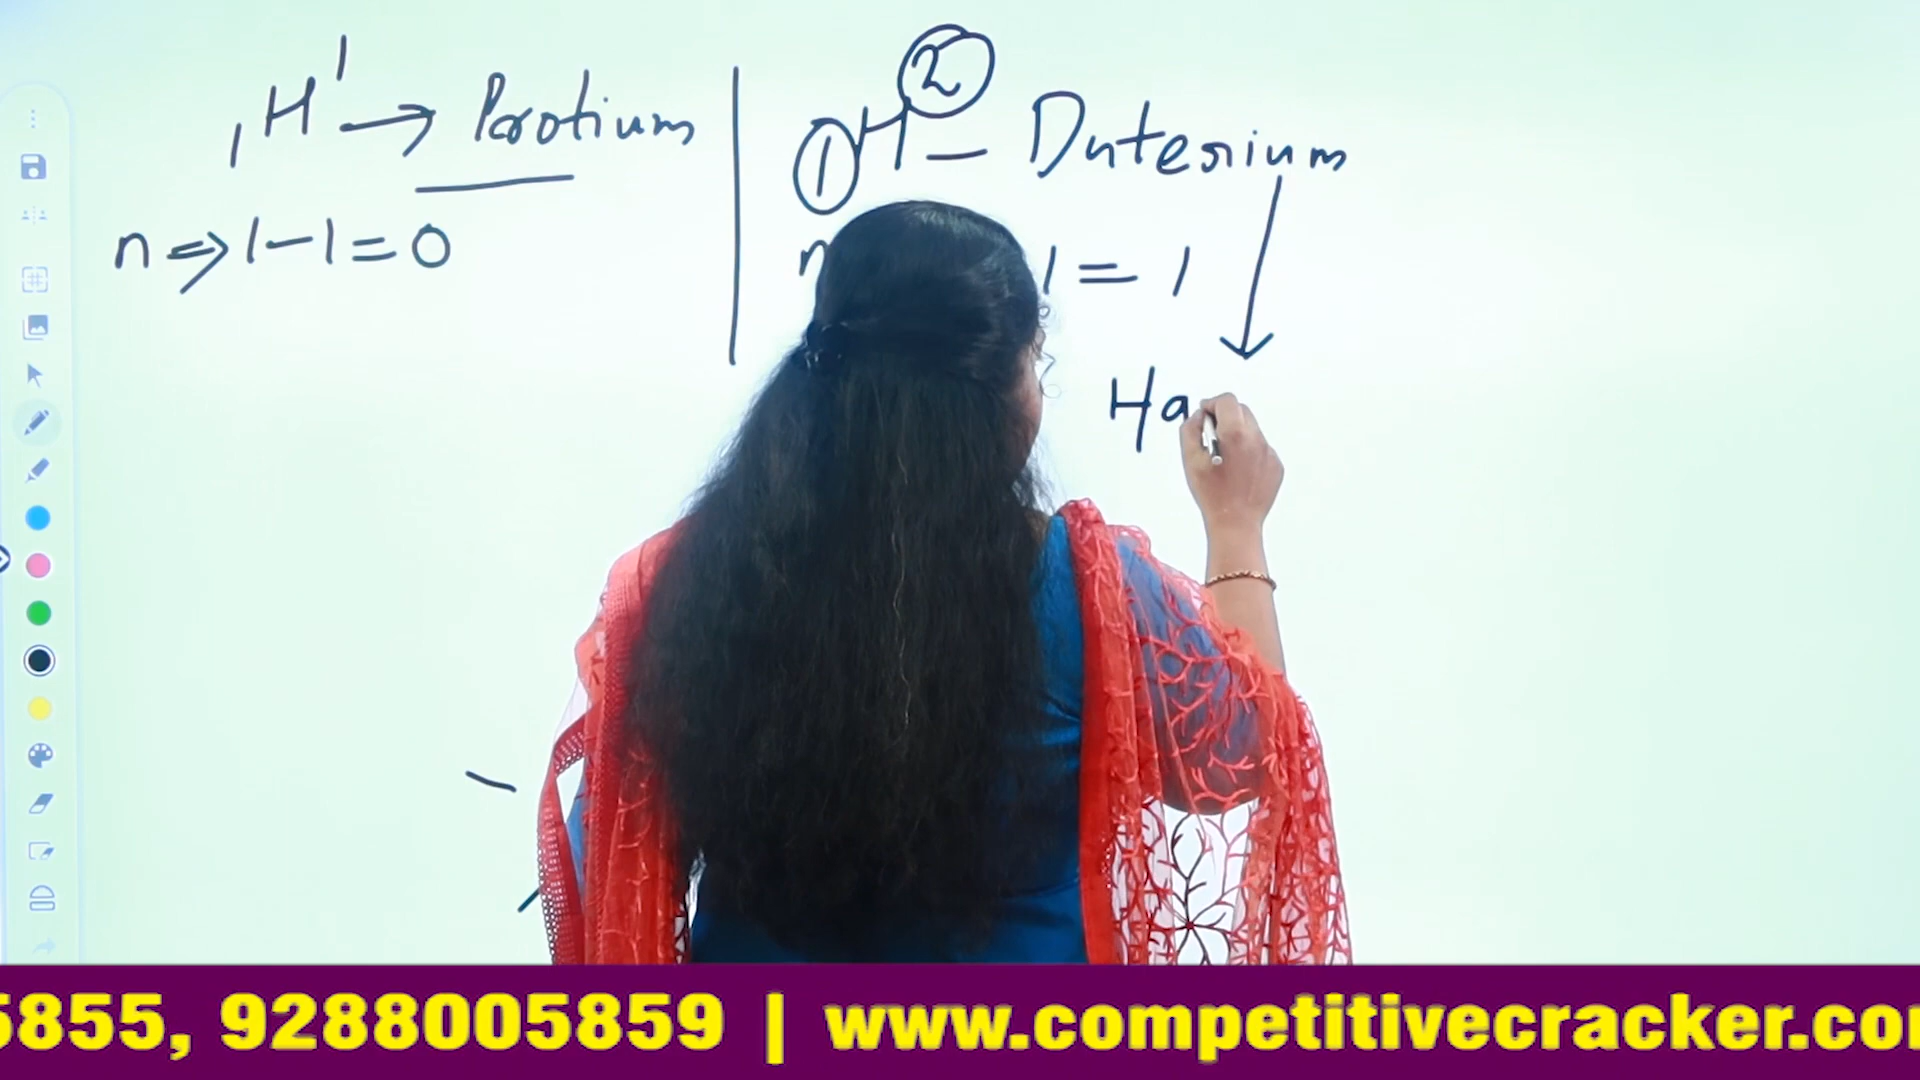 ₁H¹ → Protium
n ⇒ 1 - 1 = 0
₁H² - Duterium
n 1 = 1
Ha
5855, 9288005859 | www.competitivecracker.co